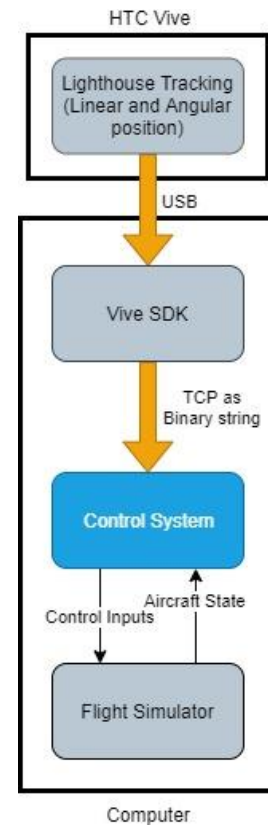 HTC Vive
Lighthouse Tracking
(Linear and Angular
position)
USB
Vive SDK
TCP as
Binary string
Control System
Aircraft State
Control Inputs
Flight Simulator
Computer